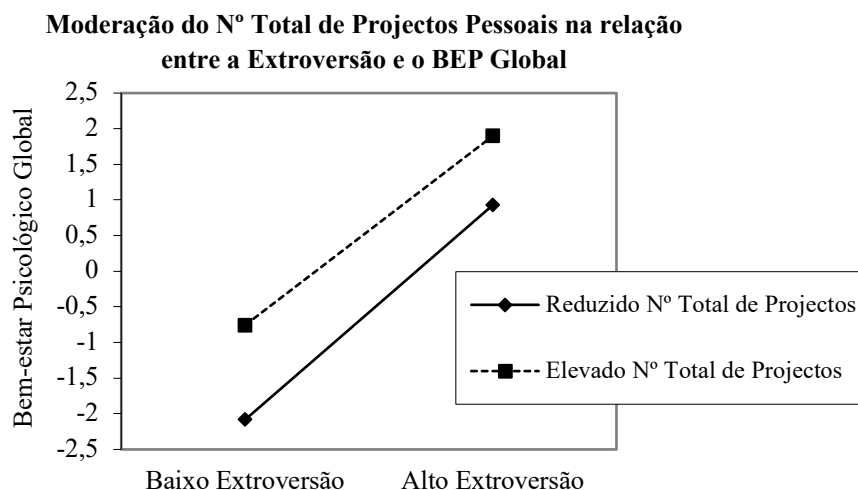 Moderação do Nº Total de Projectos Pessoais na relação
entre a Extroversão e o BEP Global
Bem-estar Psicológico Global
2,5
2
1,5
1
0,5
0
-0,5
-1
-1,5
-2
-2,5
Baixo Extroversão
Alto Extroversão
Reduzido Nº Total de Projectos
Elevado Nº Total de Projectos